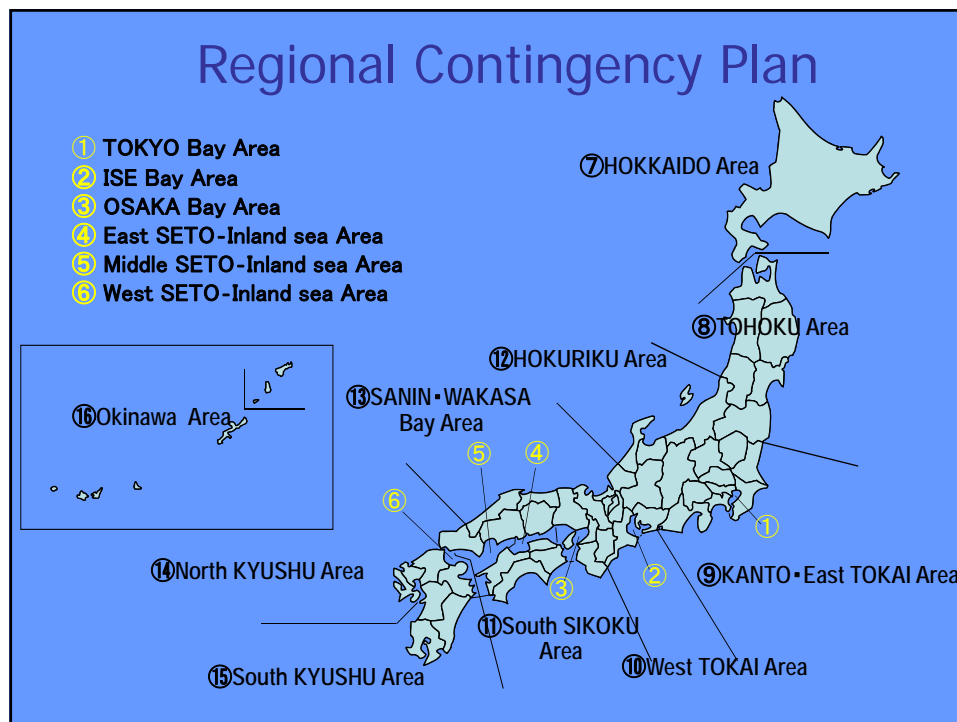 Regional Contingency Plan
① TOKYO Bay Area
② ISE Bay Area
③ OSAKA Bay Area
④ East SETO-Inland sea Area
⑤ Middle SETO-Inland sea Area
⑥ West SETO-Inland sea Area
⑦HOKKAIDO Area
⑧TOHOKU Area
⑫HOKURIKU Area
⑬SANIN・WAKASA
Bay Area
⑯Okinawa Area
⑤
④
⑥
①
⑭North KYUSHU Area
③
②
⑨KANTO・East TOKAI Area
⑪South SIKOKU
Area
⑩West TOKAI Area
⑮South KYUSHU Area